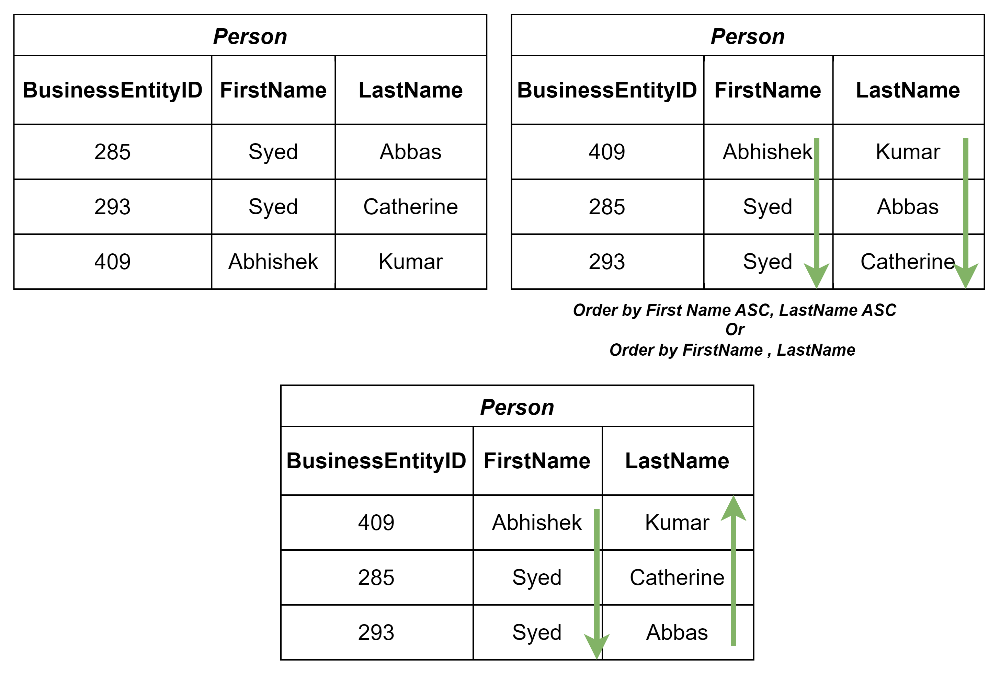 Person
BusinessEntityID FirstName LastName
285 Syed Abbas
293 Syed Catherine
409 Abhishek Kumar
Person
BusinessEntityID FirstName LastName
409 Abhishek Kumar
285 Syed Abbas
293 Syed Catherine
Order by First Name ASC, LastName ASC
Or
Order by FirstName , LastName
Person
BusinessEntityID FirstName LastName
409 Abhishek Kumar
285 Syed Catherine
293 Syed Abbas